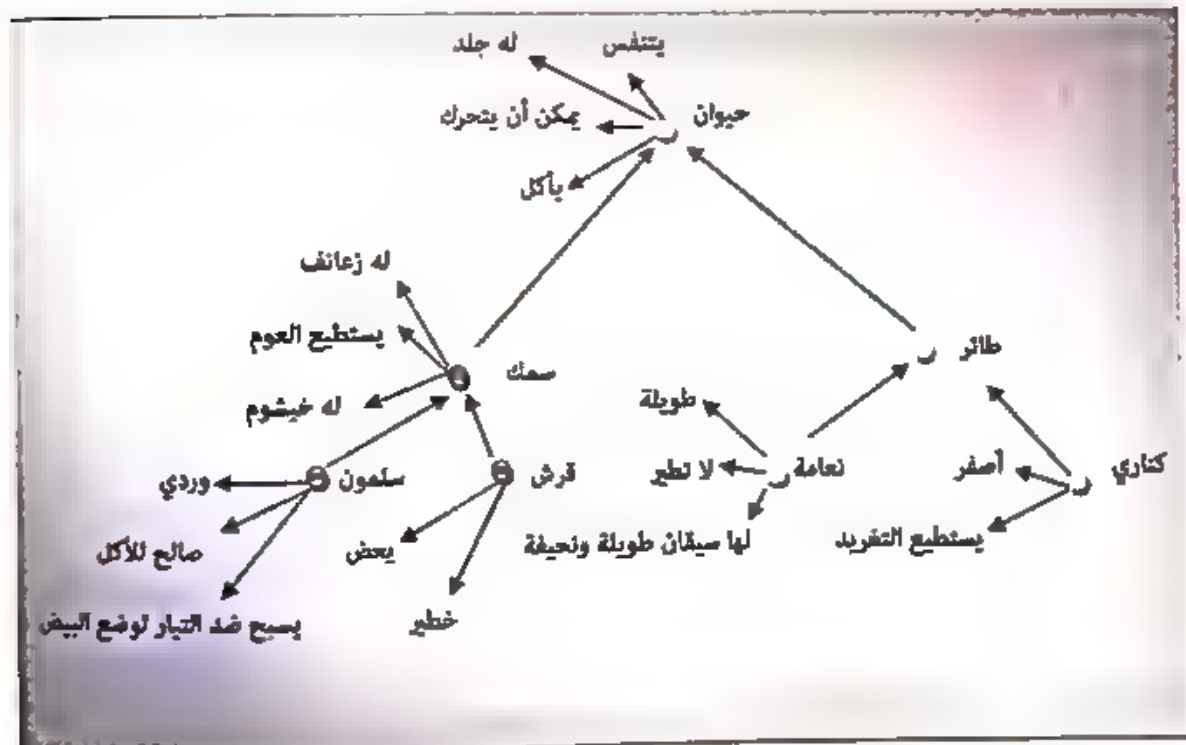 يتنفس
له جلد
حيوان
يمكن أن يتحرك
يأكل
له زعانف
يستطيع العوم
سمك
له خيشوم
طائر
طويلة
كناري
أصفر
نعامة
لا تطير
قرش
سلمون
وردي
يستطيع التغريد
لها سيقان طويلة ونحيفة
يعض
صالح للأكل
خطير
يسبح ضد التيار لوضع البيض